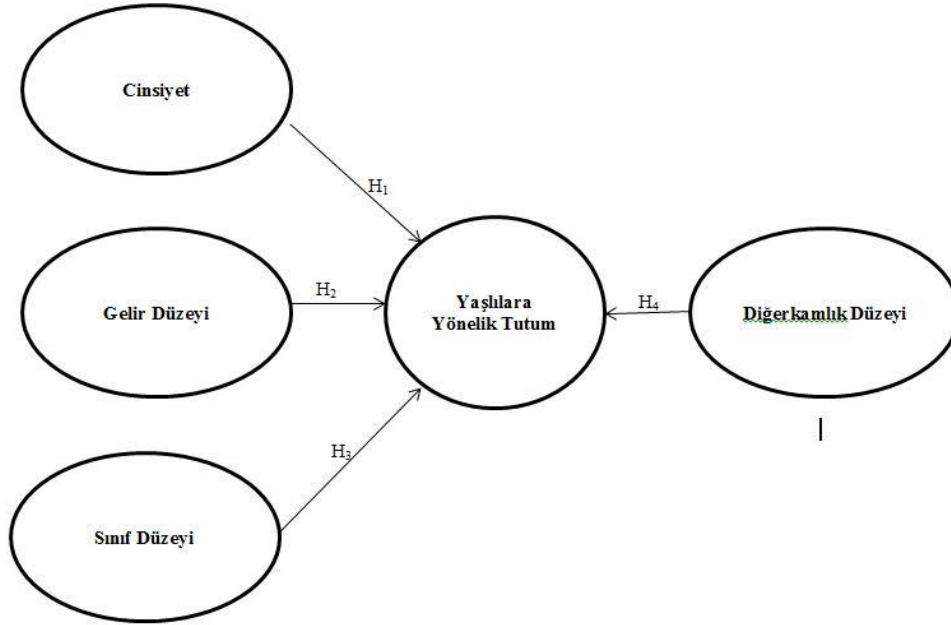 Cinsiyet
H₁
Gelir Düzeyi
H₂
Yaşlılara
Yönelik Tutum
H₄
Diğerkamlık Düzeyi
H₃
Sınıf Düzeyi